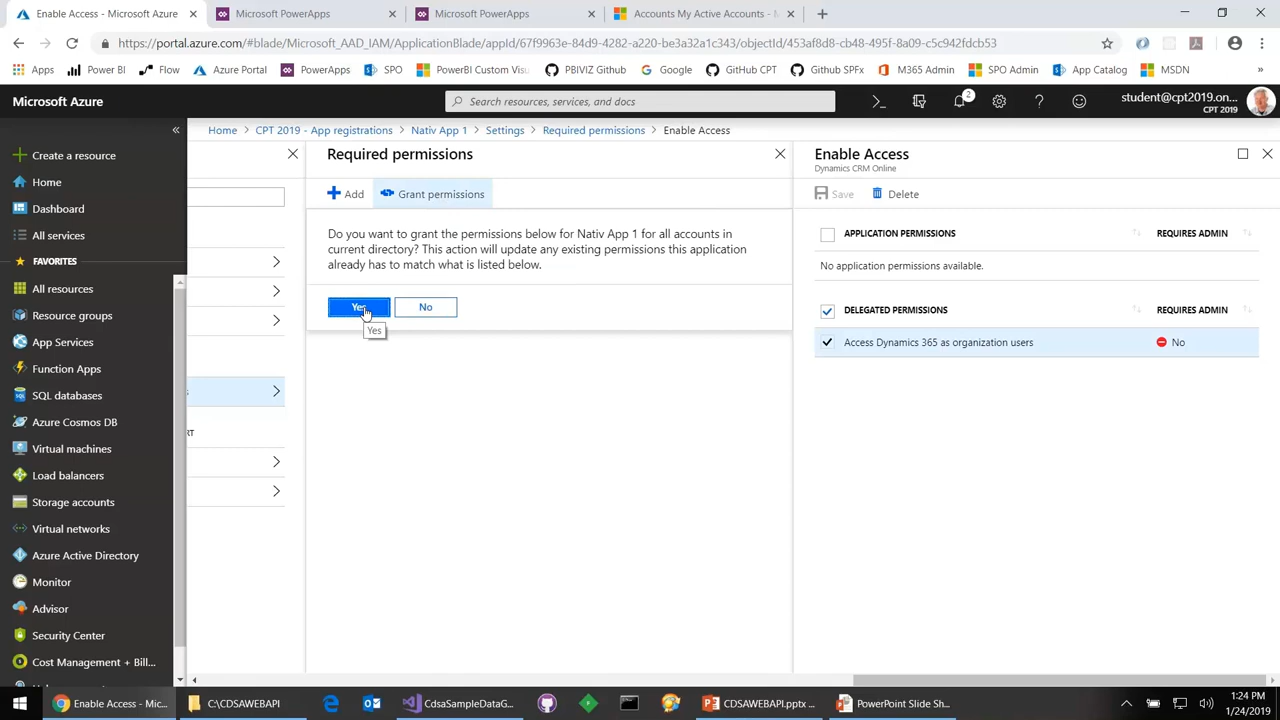 Enable Access - Microsoft Azure
Microsoft PowerApps
Microsoft PowerApps
Accounts My Active Accounts - M
https://portal.azure.com/#blade/Microsoft_AAD_IAM/ApplicationBlade/appId/67f9963e-84d9-4282-a220-be3a32a1c343/objectId/453af8d8-cb48-495f-8a09-c5c942fdcb53
Apps
Power BI
Flow
Azure Portal
PowerApps
SPO
PowerBI Custom Visu
PBIVIZ Github
Google
GitHub CPT
Github SPFx
M365 Admin
SPO Admin
App Catalog
MSDN
»
Microsoft Azure
Search resources, services, and docs
2
student@cpt2019.on...
CPT 2019
«
Create a resource
Home
Dashboard
All services
FAVORITES
All resources
Resource groups
App Services
Function Apps
SQL databases
Azure Cosmos DB
Virtual machines
Load balancers
Storage accounts
Virtual networks
Azure Active Directory
Monitor
Advisor
Security Center
Cost Management + Bill...
Home > CPT 2019 - App registrations > Nativ App 1 > Settings > Required permissions > Enable Access
Required permissions
Add
Grant permissions
Do you want to grant the permissions below for Nativ App 1 for all accounts in
current directory? This action will update any existing permissions this application
already has to match what is listed below.
Yes
No
Yes
Enable Access
Dynamics CRM Online
Save
Delete
APPLICATION PERMISSIONS
REQUIRES ADMIN
No application permissions available.
DELEGATED PERMISSIONS
REQUIRES ADMIN
Access Dynamics 365 as organization users
No
Enable Access - Mic...
C:\CDSAWEBAPI
CdsaSampleDataG...
CDSAWEBAPI.pptx ...
PowerPoint Slide Sh...
1:24 PM
1/24/2019